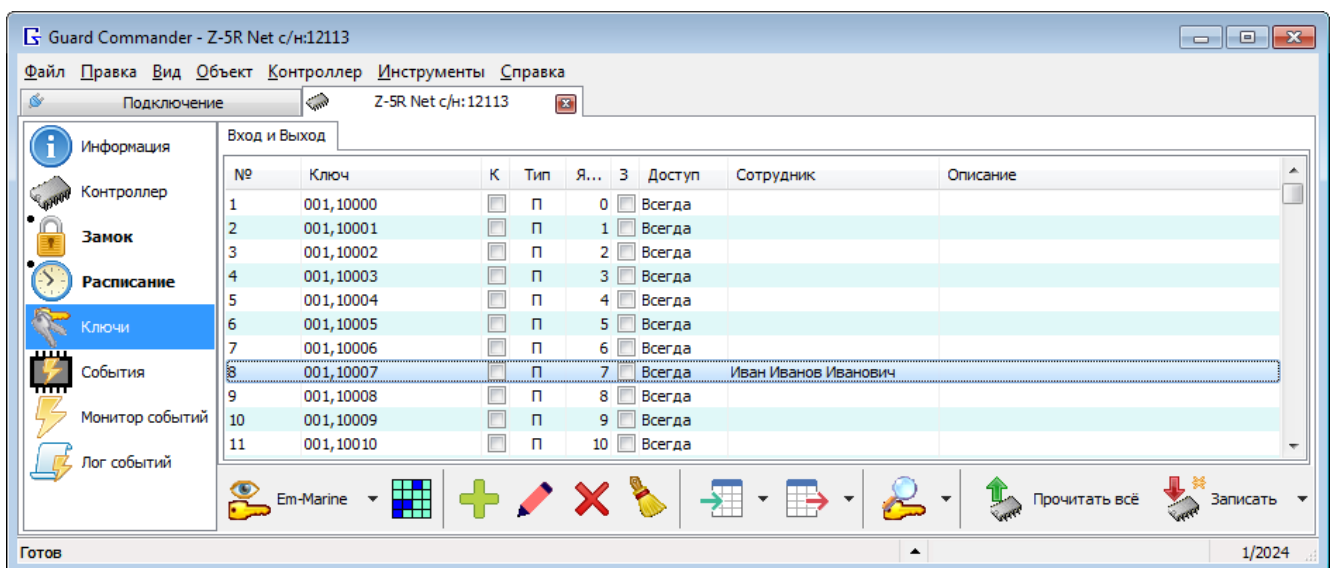 Guard Commander - Z-5R Net с/н:12113
Файл Правка Вид Объект Контроллер Инструменты Справка
Подключение Z-5R Net с/н:12113
Информация
Контроллер
Замок
Расписание
Ключи
События
Монитор событий
Лог событий
Вход и Выход
№ Ключ К Тип Я... З Доступ Сотрудник Описание
1 001,10000 П 0 Всегда
2 001,10001 П 1 Всегда
3 001,10002 П 2 Всегда
4 001,10003 П 3 Всегда
5 001,10004 П 4 Всегда
6 001,10005 П 5 Всегда
7 001,10006 П 6 Всегда
8 001,10007 П 7 Всегда Иван Иванов Иванович
9 001,10008 П 8 Всегда
10 001,10009 П 9 Всегда
11 001,10010 П 10 Всегда
Em-Marine Прочитать всё Записать
Готов 1/2024